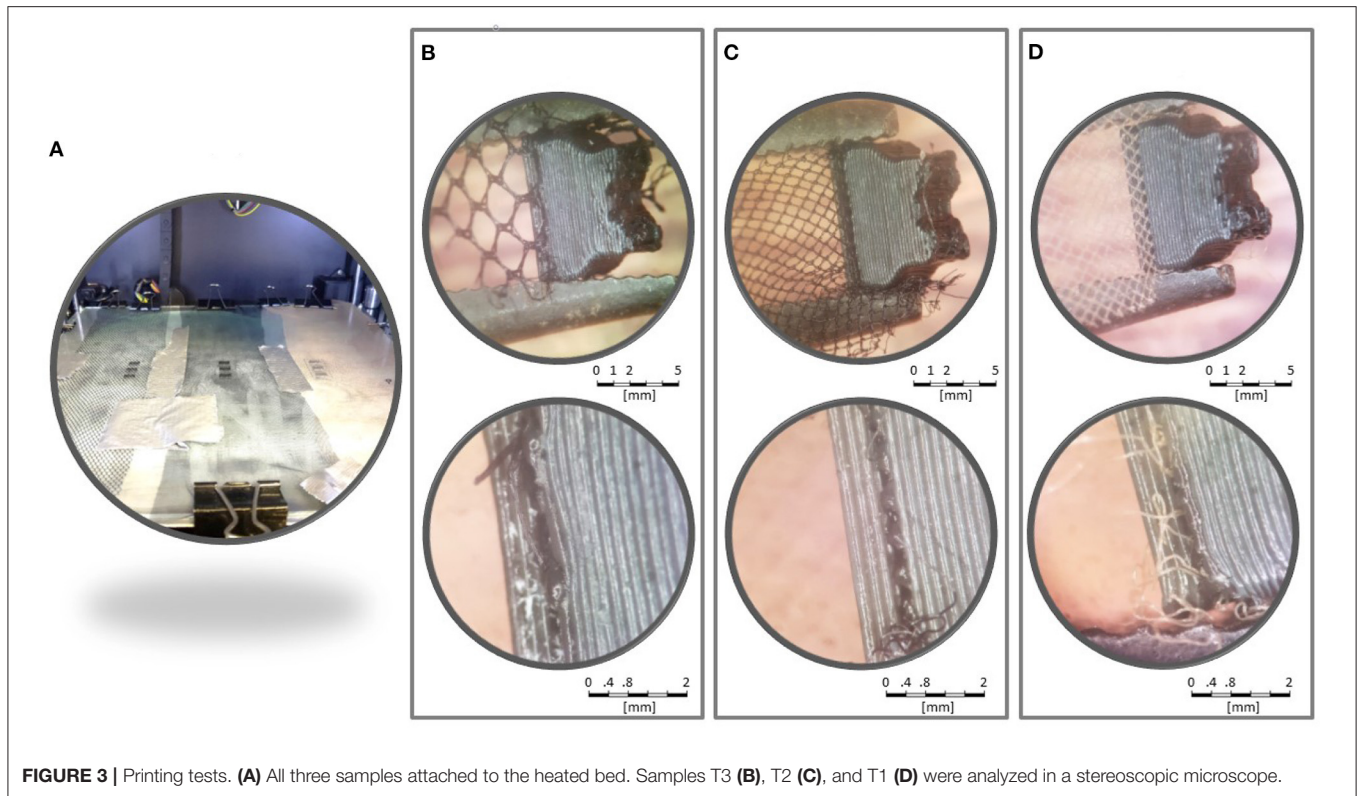 A
B
C
D
0 1 2 5
[mm]
0 1 2 5
[mm]
0 1 2 5
[mm]
0 .4 .8 2
[mm]
0 .4 .8 2
[mm]
0 .4 .8 2
[mm]
FIGURE 3 | Printing tests. (A) All three samples attached to the heated bed. Samples T3 (B), T2 (C), and T1 (D) were analyzed in a stereoscopic microscope.